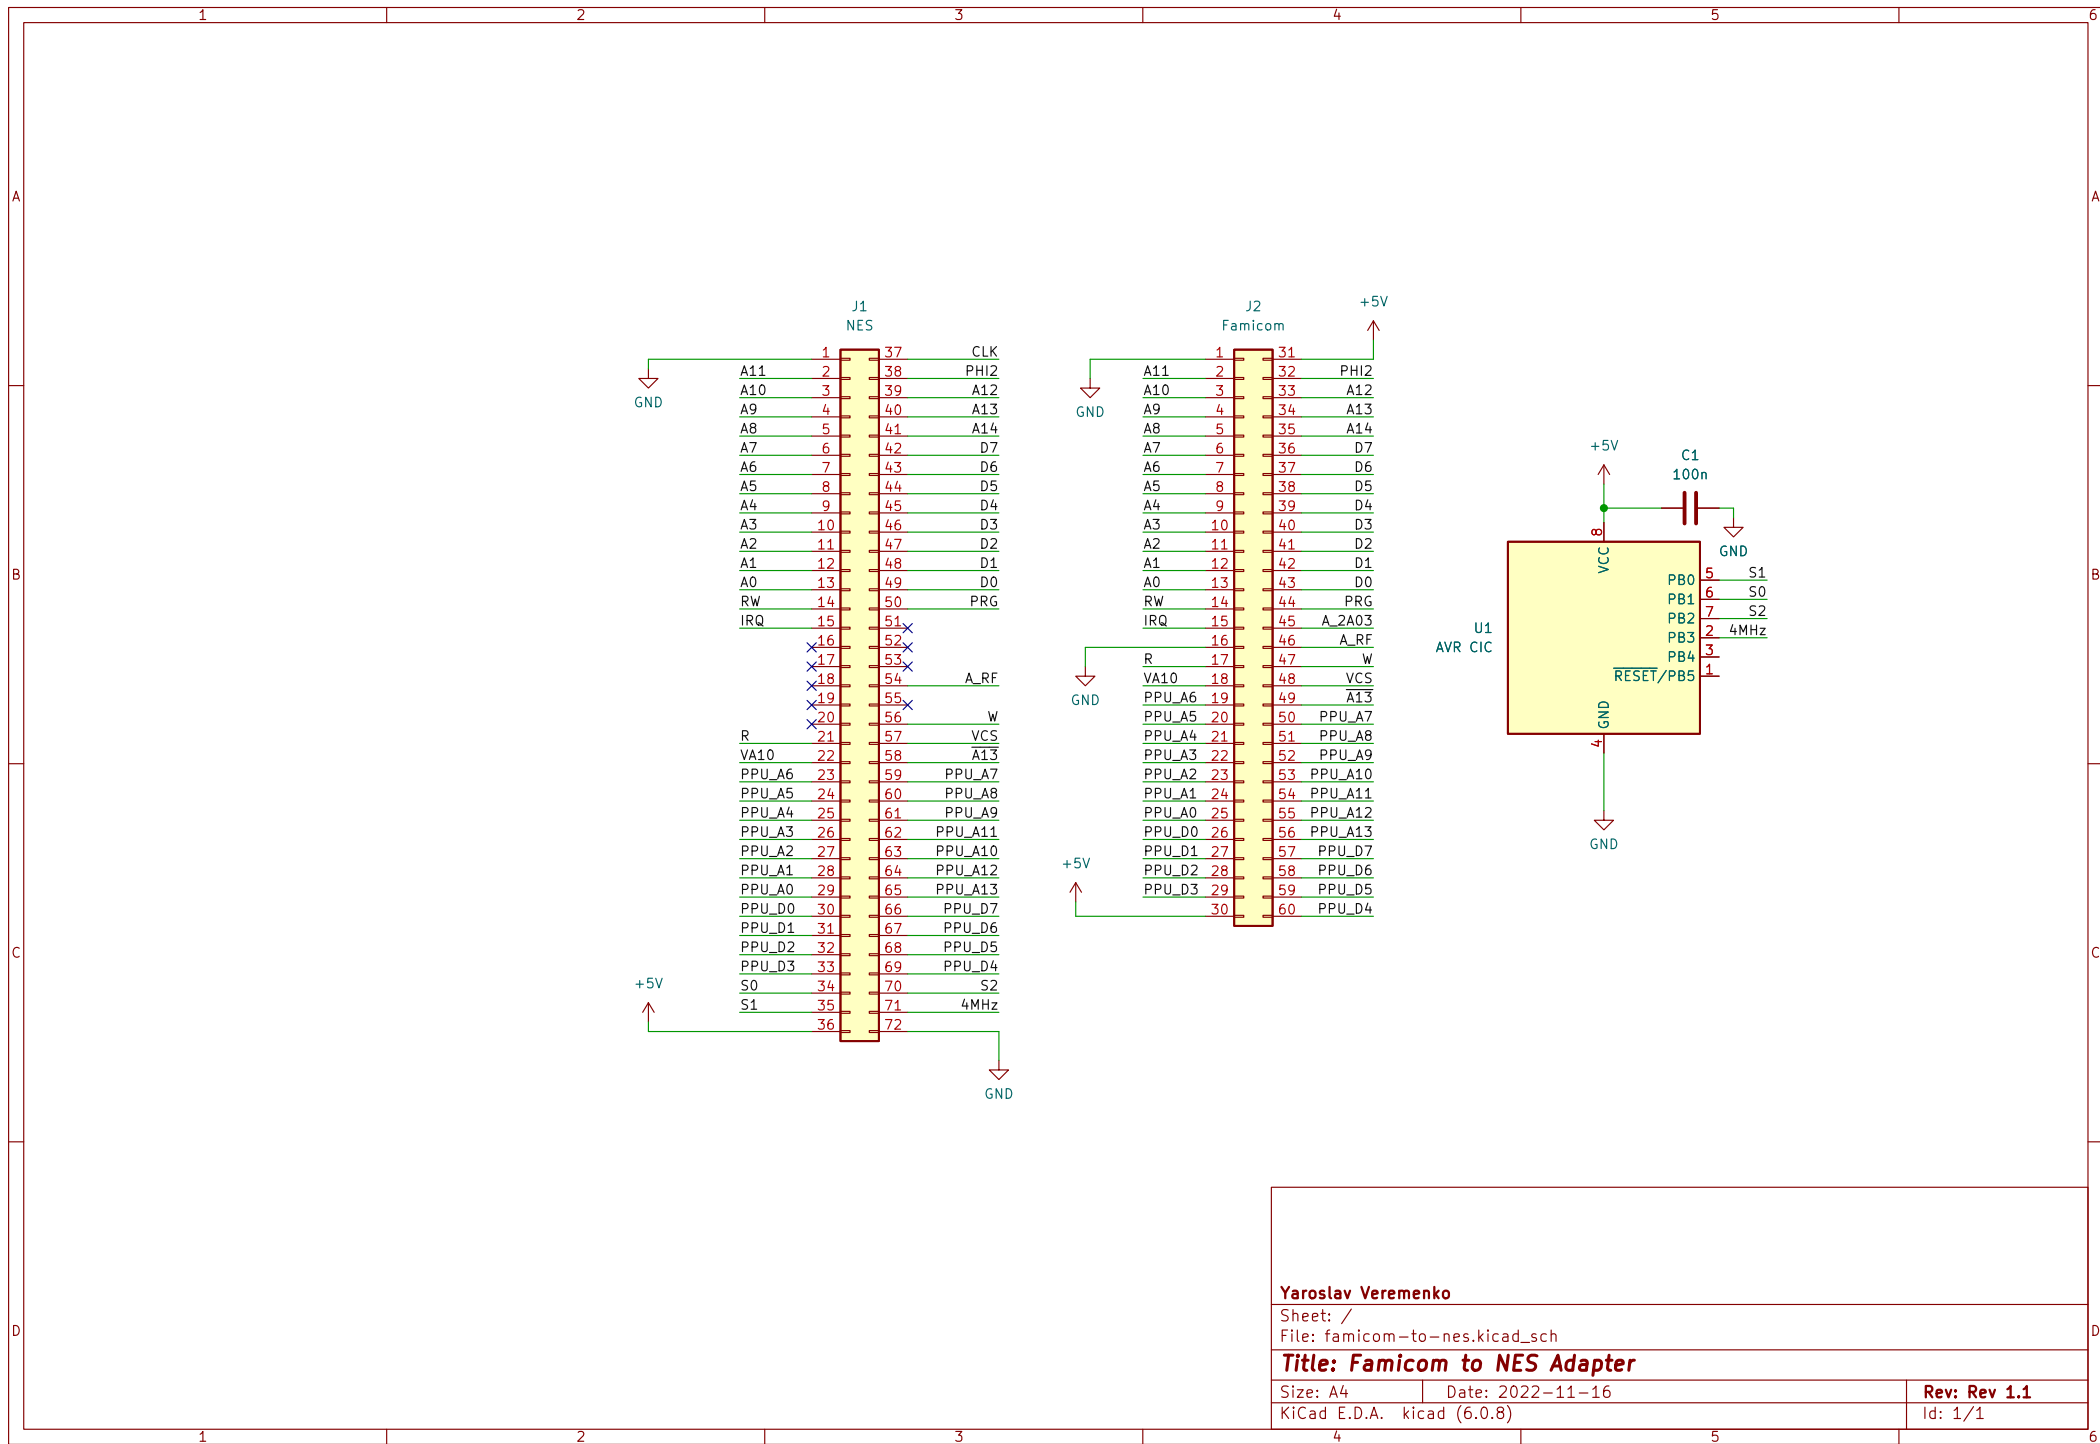 1 2 3 4 5 6
A A
B B
C C
D D
J1
NES
GND
+5V
1 37 CLK
A11 2 38 PHI2
A10 3 39 A12
A9 4 40 A13
A8 5 41 A14
A7 6 42 D7
A6 7 43 D6
A5 8 44 D5
A4 9 45 D4
A3 10 46 D3
A2 11 47 D2
A1 12 48 D1
A0 13 49 D0
RW 14 50 PRG
IRQ 15 51
16 52
17 53
18 54 A_RF
19 55
20 56 W
R 21 57 VCS
VA10 22 58 A13
PPU_A6 23 59 PPU_A7
PPU_A5 24 60 PPU_A8
PPU_A4 25 61 PPU_A9
PPU_A3 26 62 PPU_A11
PPU_A2 27 63 PPU_A10
PPU_A1 28 64 PPU_A12
PPU_A0 29 65 PPU_A13
PPU_D0 30 66 PPU_D7
PPU_D1 31 67 PPU_D6
PPU_D2 32 68 PPU_D5
PPU_D3 33 69 PPU_D4
S0 34 70 S2
S1 35 71 4MHz
36 72
GND
J2
Famicom
+5V
GND
GND
+5V
1 31
A11 2 32 PHI2
A10 3 33 A12
A9 4 34 A13
A8 5 35 A14
A7 6 36 D7
A6 7 37 D6
A5 8 38 D5
A4 9 39 D4
A3 10 40 D3
A2 11 41 D2
A1 12 42 D1
A0 13 43 D0
RW 14 44 PRG
IRQ 15 45 A_2A03
16 46 A_RF
R 17 47 W
VA10 18 48 VCS
PPU_A6 19 49 A13
PPU_A5 20 50 PPU_A7
PPU_A4 21 51 PPU_A8
PPU_A3 22 52 PPU_A9
PPU_A2 23 53 PPU_A10
PPU_A1 24 54 PPU_A11
PPU_A0 25 55 PPU_A12
PPU_D0 26 56 PPU_A13
PPU_D1 27 57 PPU_D7
PPU_D2 28 58 PPU_D6
PPU_D3 29 59 PPU_D5
30 60 PPU_D4
+5V
C1
100n
GND
8
VCC
U1
AVR CIC
PB0 5 S1
PB1 6 S0
PB2 7 S2
PB3 2 4MHz
PB4 3
RESET/PB5 1
GND
4
GND
Yaroslav Veremenko
Sheet: /
File: famicom-to-nes.kicad_sch
Title: Famicom to NES Adapter
Size: A4 Date: 2022-11-16 Rev: Rev 1.1
KiCad E.D.A. kicad (6.0.8) Id: 1/1
1 2 3 4 5 6